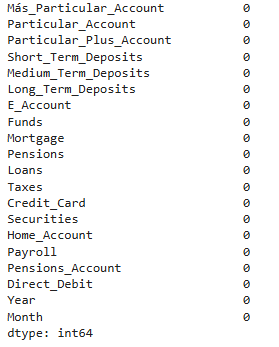 Más_Particular_Account 0
Particular_Account 0
Particular_Plus_Account 0
Short_Term_Deposits 0
Medium_Term_Deposits 0
Long_Term_Deposits 0
E_Account 0
Funds 0
Mortgage 0
Pensions 0
Loans 0
Taxes 0
Credit_Card 0
Securities 0
Home_Account 0
Payroll 0
Pensions_Account 0
Direct_Debit 0
Year 0
Month 0
dtype: int64